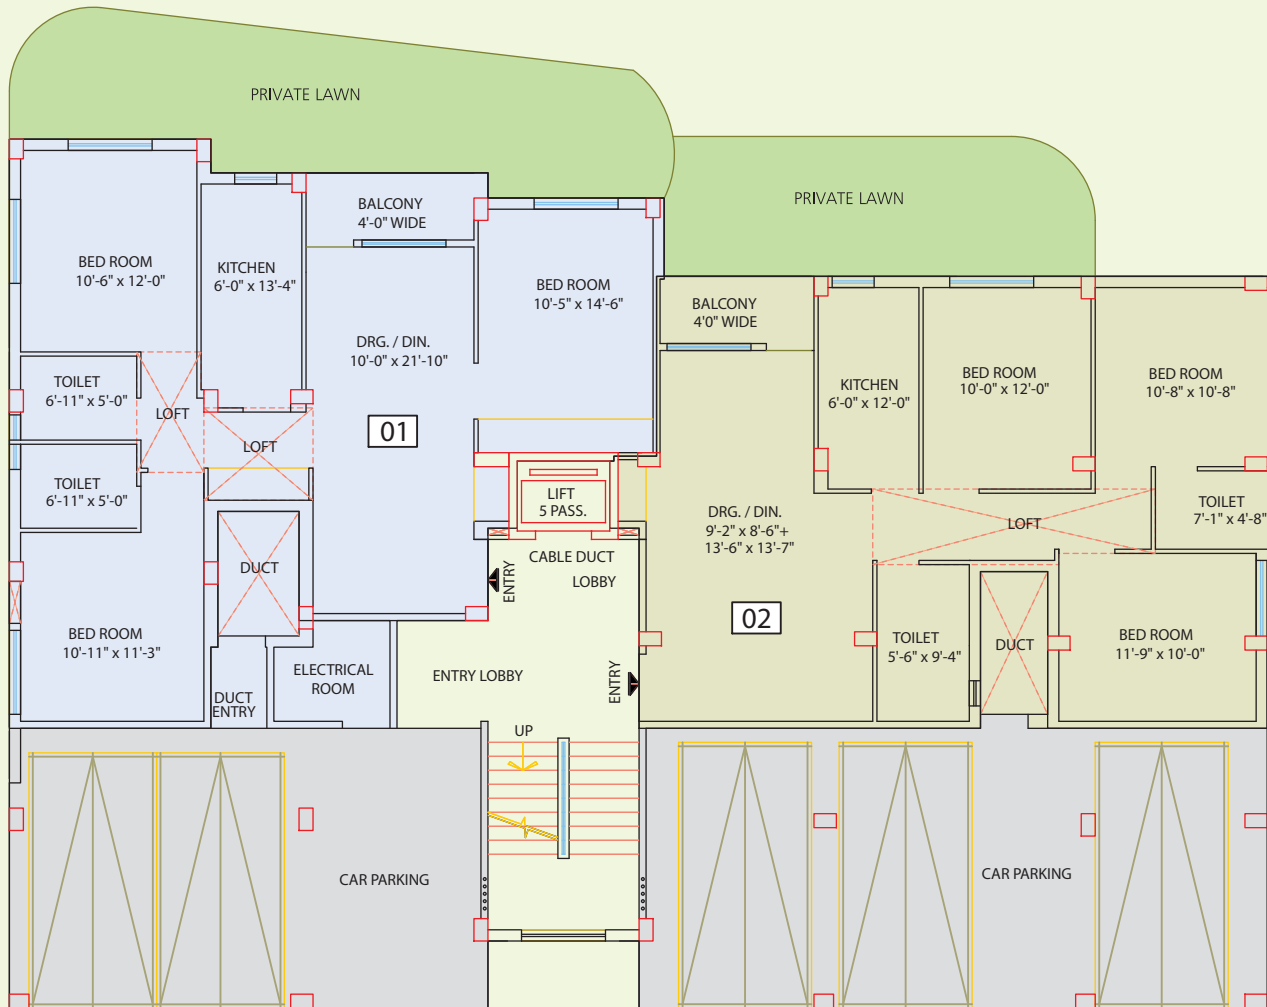 PRIVATE LAWN
PRIVATE LAWN
BALCONY
4'-0" WIDE
BED ROOM
10'-6" x 12'-0"
KITCHEN
6'-0" x 13'-4"
BED ROOM
10'-5" x 14'-6"
BALCONY
4'0" WIDE
DRG. / DIN.
10'-0" x 21'-10"
TOILET
6'-11" x 5'-0"
LOFT
LOFT
01
KITCHEN
6'-0" x 12'-0"
BED ROOM
10'-0" x 12'-0"
BED ROOM
10'-8" x 10'-8"
TOILET
6'-11" x 5'-0"
LIFT
5 PASS.
DRG. / DIN.
9'-2" x 8'-6"+
13'-6" x 13'-7"
LOFT
TOILET
7'-1" x 4'-8"
DUCT
CABLE DUCT
LOBBY
ENTRY
02
BED ROOM
10'-11" x 11'-3"
TOILET
5'-6" x 9'-4"
DUCT
BED ROOM
11'-9" x 10'-0"
ELECTRICAL
ROOM
ENTRY LOBBY
ENTRY
DUCT
ENTRY
UP
CAR PARKING
CAR PARKING